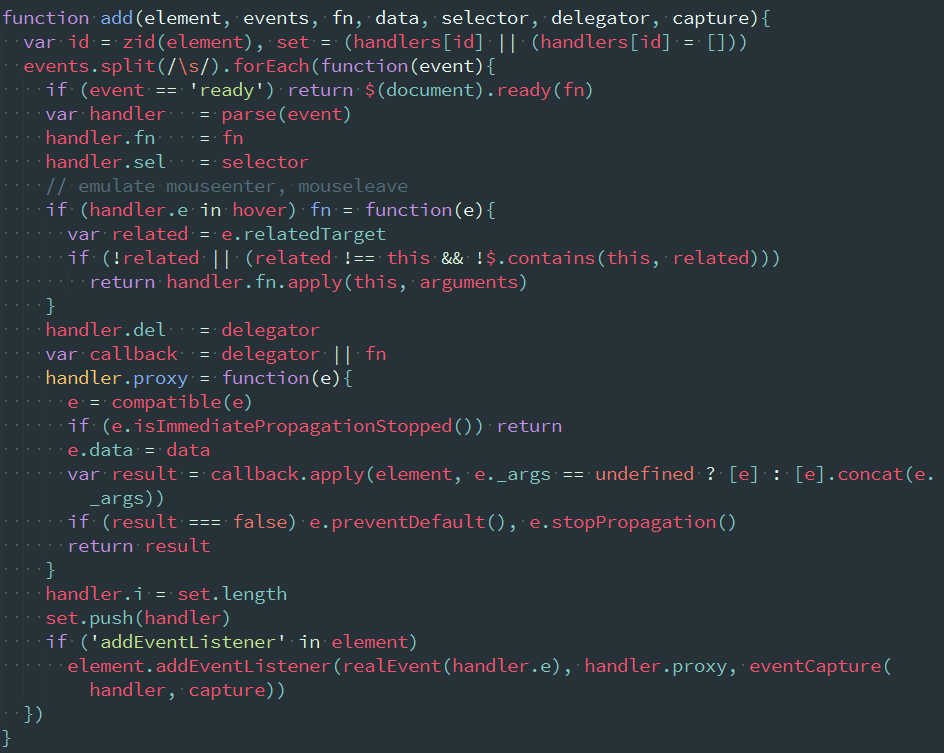 function add(element, events, fn, data, selector, delegator, capture){
  var id = zid(element), set = (handlers[id] || (handlers[id] = []))
  events.split(/\s/).forEach(function(event){
    if (event == 'ready') return $(document).ready(fn)
    var handler   = parse(event)
    handler.fn    = fn
    handler.sel   = selector
    // emulate mouseenter, mouseleave
    if (handler.e in hover) fn = function(e){
      var related = e.relatedTarget
      if (!related || (related !== this && !$.contains(this, related)))
        return handler.fn.apply(this, arguments)
    }
    handler.del   = delegator
    var callback  = delegator || fn
    handler.proxy = function(e){
      e = compatible(e)
      if (e.isImmediatePropagationStopped()) return
      e.data = data
      var result = callback.apply(element, e._args == undefined ? [e] : [e].concat(e.
        _args))
      if (result === false) e.preventDefault(), e.stopPropagation()
      return result
    }
    handler.i = set.length
    set.push(handler)
    if ('addEventListener' in element)
      element.addEventListener(realEvent(handler.e), handler.proxy, eventCapture(
        handler, capture))
  })
}